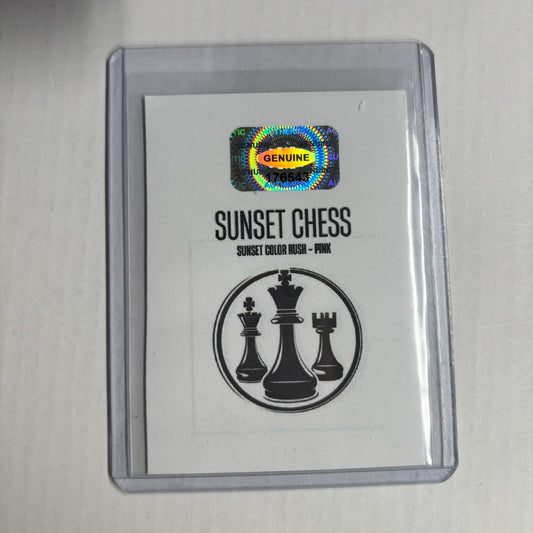 GENUINE
176543
SUNSET CHESS
SUNSET COLOR RUSH - PINK